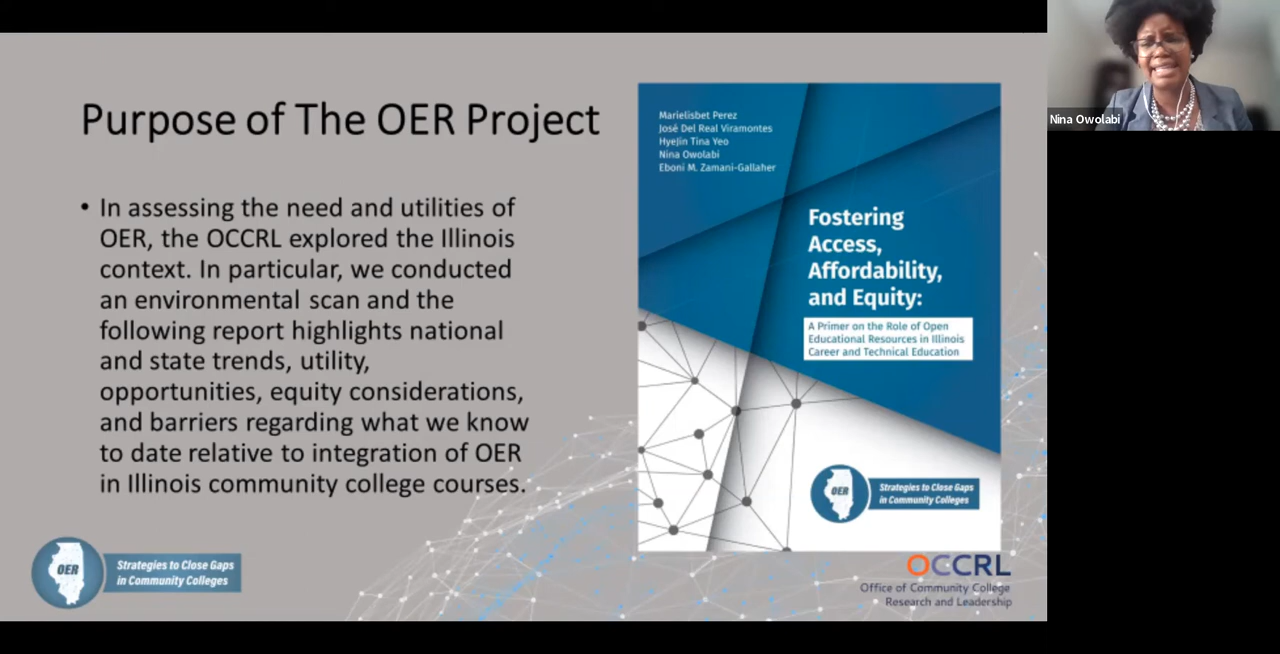 Purpose of The OER Project
• In assessing the need and utilities of
OER, the OCCRL explored the Illinois
context. In particular, we conducted
an environmental scan and the
following report highlights national
and state trends, utility,
opportunities, equity considerations,
and barriers regarding what we know
to date relative to integration of OER
in Illinois community college courses.
Marielisbet Perez
José Del Real Viramontes
HyeJin Tina Yeo
Nina Owolabi
Eboni M. Zamani-Gallaher
Fostering
Access,
Affordability,
and Equity:
A Primer on the Role of Open
Educational Resources in Illinois
Career and Technical Education
OER
Strategies to Close Gaps
in Community Colleges
OER
Strategies to Close Gaps
in Community Colleges
OCCRL
Office of Community College
Research and Leadership
Nina Owolabi